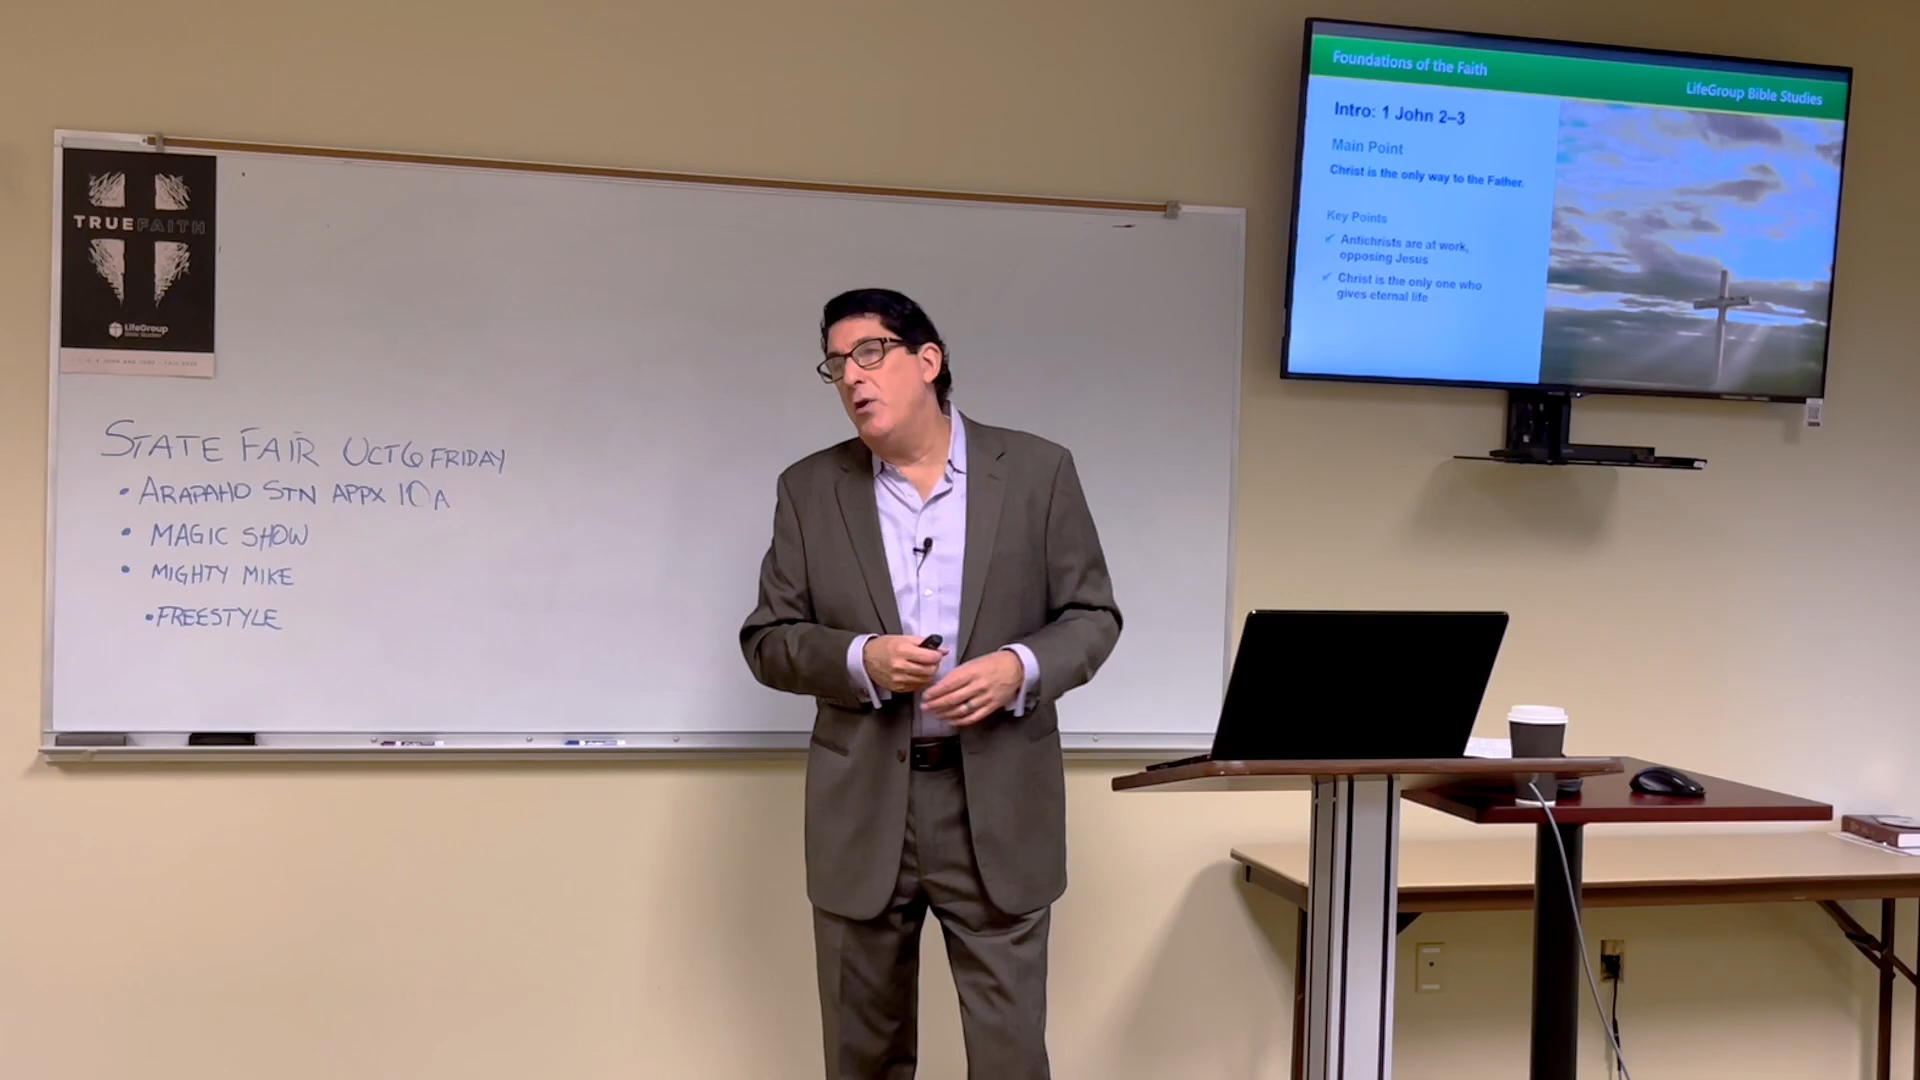 TRUEFAITH
LifeGroup
Bible Studies
STATE FAIR OCT 6 FRIDAY
• ARAPAHO STN APPX 10A
• MAGIC SHOW
• MIGHTY MIKE
• FREESTYLE
Foundations of the Faith
LifeGroup Bible Studies
Intro: 1 John 2–3
Main Point
Christ is the only way to the Father.
Key Points
✓ Antichrists are at work,
opposing Jesus
✓ Christ is the only one who
gives eternal life